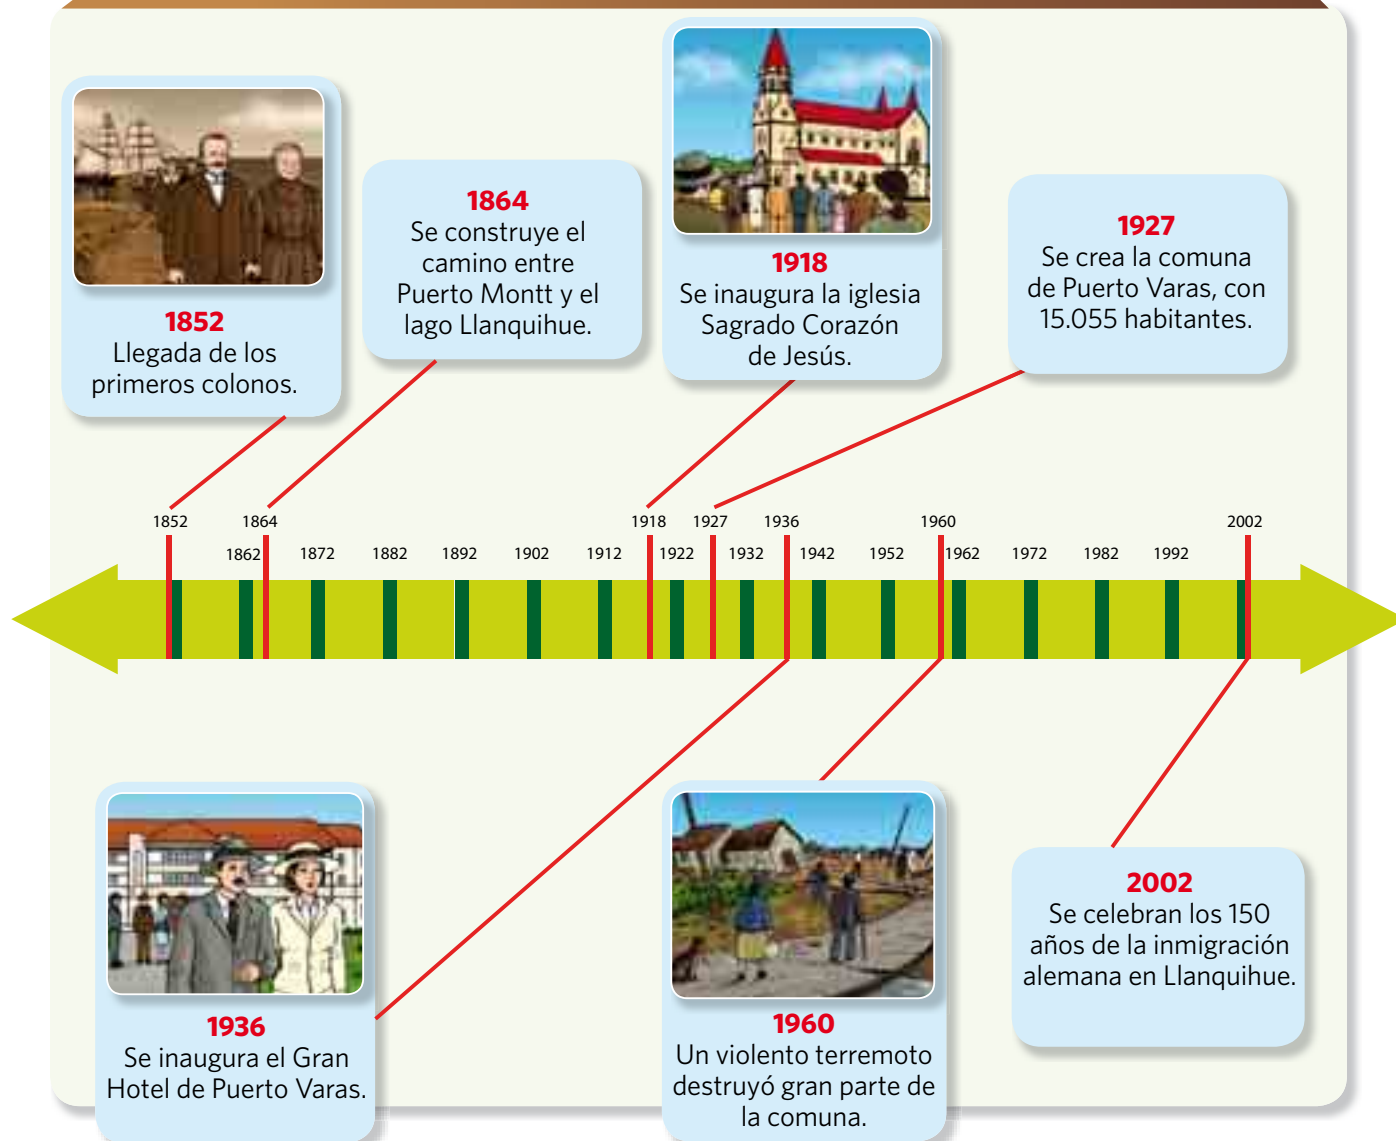 1852
Llegada de los
primeros colonos.
1864
Se construye el
camino entre
Puerto Montt y el
lago Llanquihue.
1918
Se inaugura la iglesia
Sagrado Corazón
de Jesús.
1927
Se crea la comuna
de Puerto Varas, con
15.055 habitantes.
1852 1864 1918 1927 1936 1960 2002
1862 1872 1882 1892 1902 1912 1922 1932 1942 1952 1962 1972 1982 1992
1936
Se inaugura el Gran
Hotel de Puerto Varas.
1960
Un violento terremoto
destruyó gran parte de
la comuna.
2002
Se celebran los 150
años de la inmigración
alemana en Llanquihue.